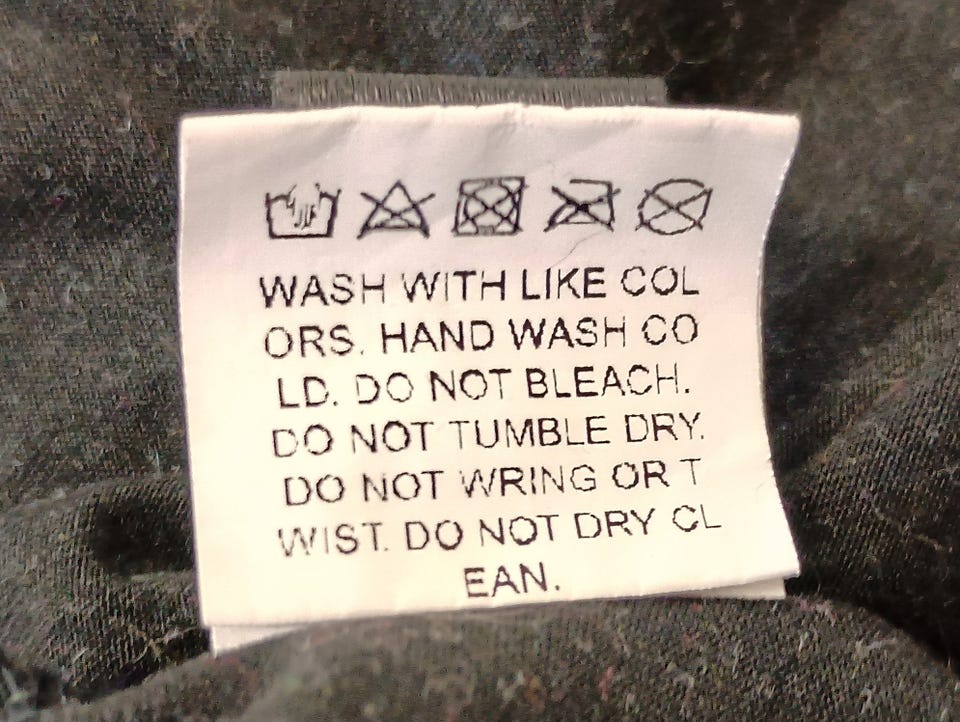 WASH WITH LIKE COL
ORS. HAND WASH CO
LD. DO NOT BLEACH.
DO NOT TUMBLE DRY.
DO NOT WRING OR T
WIST. DO NOT DRY CL
EAN.